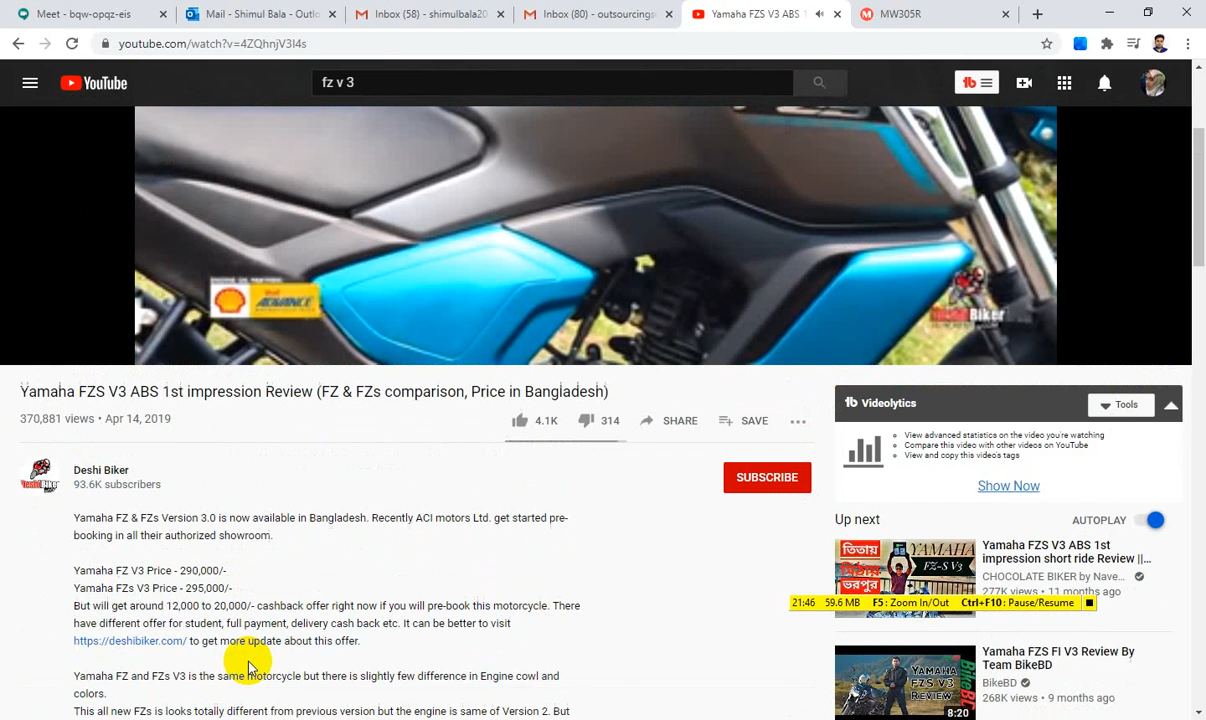 Meet - bqw-opqz-eis
Mail - Shimul Bala - Outlo
Inbox (58) - shimulbala20
Inbox (80) - outsourcings
Yamaha FZS V3 ABS 1
MW305R
youtube.com/watch?v=4ZQhnjV3I4s
YouTube
fz v 3
ADVANCE
Yamaha FZS V3 ABS 1st impression Review (FZ & FZs comparison, Price in Bangladesh)
370,881 views • Apr 14, 2019
4.1K
314
SHARE
SAVE
Deshi Biker
93.6K subscribers
SUBSCRIBE
Yamaha FZ & FZs Version 3.0 is now available in Bangladesh. Recently ACI motors Ltd. get started pre-
booking in all their authorized showroom.
Yamaha FZ V3 Price - 290,000/-
Yamaha FZs V3 Price - 295,000/-
But will get around 12,000 to 20,000/- cashback offer right now if you will pre-book this motorcycle. There
have different offer for student, full payment, delivery cash back etc. It can be better to visit
https://deshibiker.com/ to get more update about this offer.
Yamaha FZ and FZs V3 is the same motorcycle but there is slightly few difference in Engine cowl and
colors.
This all new FZs is looks totally different from previous version but the engine is same of Version 2. But
tb Videolytics
Tools
View advanced statistics on the video you're watching
Compare this video with other videos on YouTube
View and copy this video's tags
Show Now
Up next
AUTOPLAY
YAMAHA
FZ-S V3
Yamaha FZS V3 ABS 1st
impression short ride Review ||...
CHOCOLATE BIKER by Nave...
277K views • 11 months ago
21:46 59.6 MB F5: Zoom In/Out Ctrl+F10: Pause/Resume
YAMAHA
FZS V3
REVIEW
8:20
Yamaha FZS FI V3 Review By
Team BikeBD
BikeBD
268K views • 9 months ago